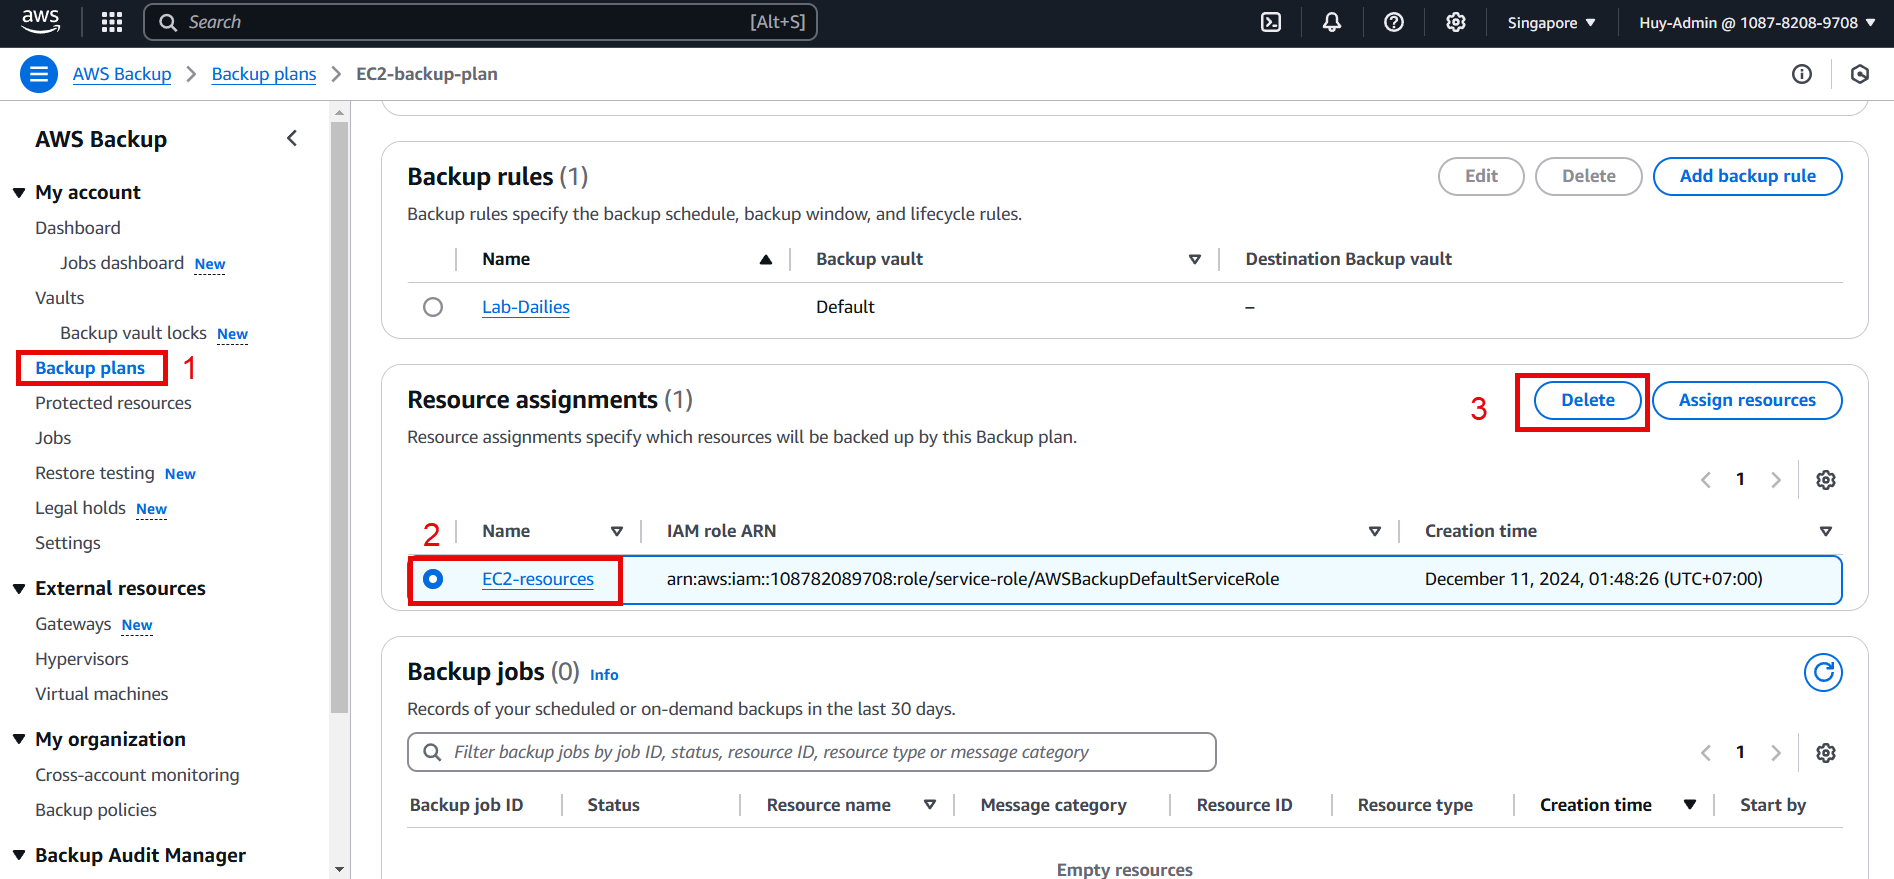 aws
Search [Alt+S] Singapore Huy-Admin @ 1087-8208-9708
AWS Backup Backup plans EC2-backup-plan
AWS Backup
My account
Dashboard
Jobs dashboard New
Vaults
Backup vault locks New
Backup plans 1
Protected resources
Jobs
Restore testing New
Legal holds New
Settings
External resources
Gateways New
Hypervisors
Virtual machines
My organization
Cross-account monitoring
Backup policies
Backup Audit Manager
Backup rules (1) Edit Delete Add backup rule
Backup rules specify the backup schedule, backup window, and lifecycle rules.
Name Backup vault Destination Backup vault
Lab-Dailies Default –
Resource assignments (1) 3 Delete Assign resources
Resource assignments specify which resources will be backed up by this Backup plan.
1
2 Name IAM role ARN Creation time
EC2-resources arn:aws:iam::108782089708:role/service-role/AWSBackupDefaultServiceRole December 11, 2024, 01:48:26 (UTC+07:00)
Backup jobs (0) Info
Records of your scheduled or on-demand backups in the last 30 days.
Filter backup jobs by job ID, status, resource ID, resource type or message category 1
Backup job ID Status Resource name Message category Resource ID Resource type Creation time Start by
Empty resources